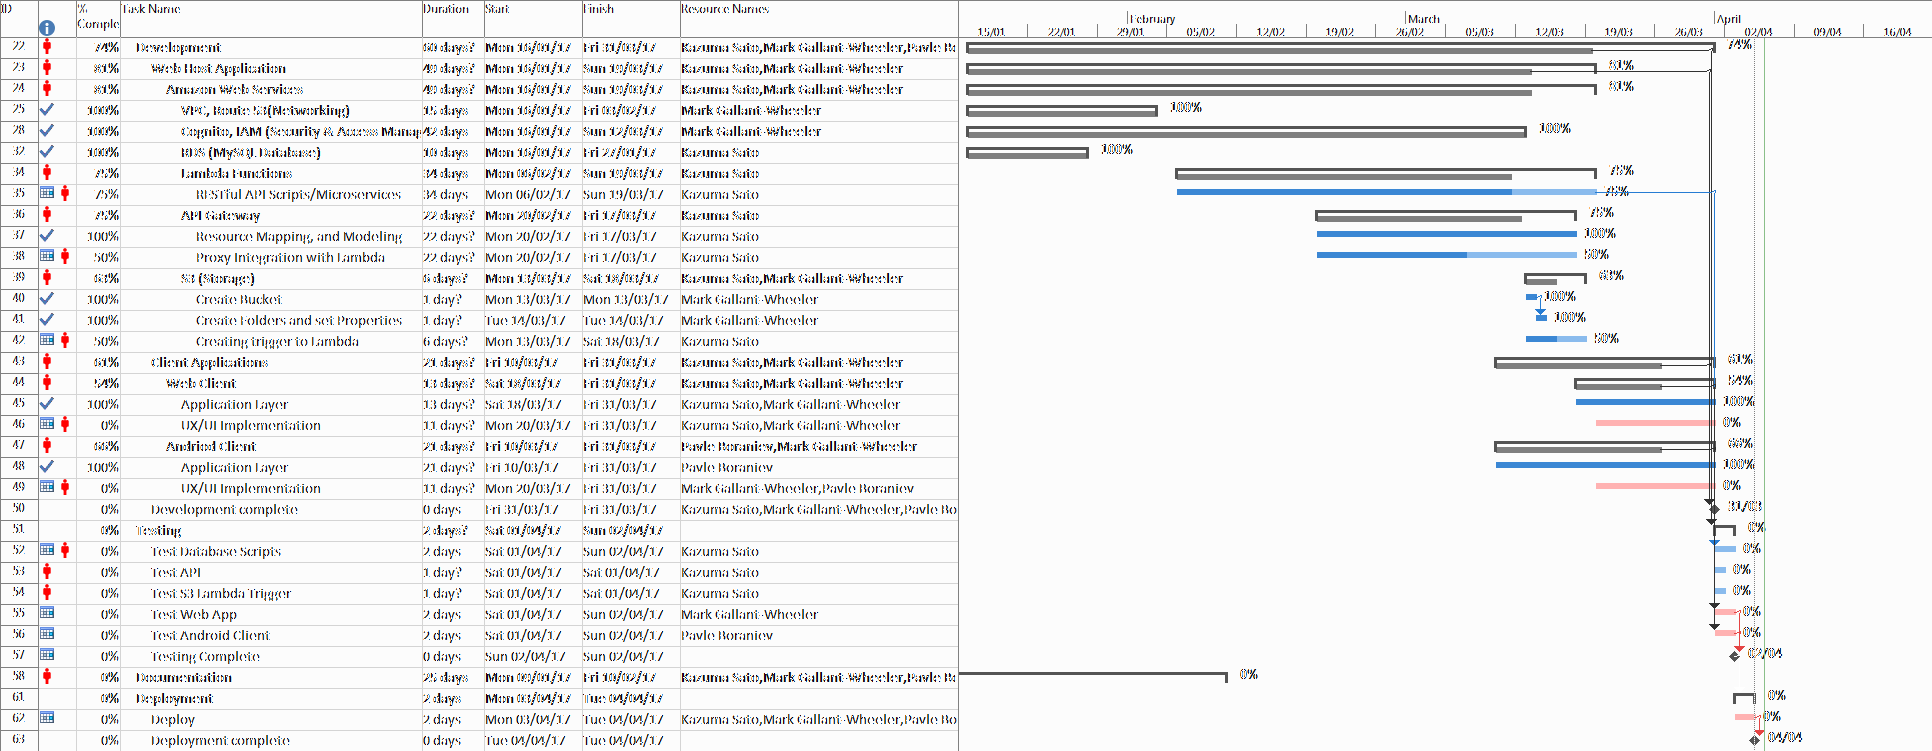 ID % Complete Task Name Duration Start Finish Resource Names
February March April
15/01 22/01 29/01 05/02 12/02 19/02 26/02 05/03 12/03 19/03 26/03 02/04 09/04 16/04
22 74% Development 60 days? Mon 16/01/17 Fri 31/03/17 Kazuma Sato,Mark Gallant-Wheeler,Pavle Bo 74%
23 81% Web Host Application 49 days? Mon 16/01/17 Sun 19/03/17 Kazuma Sato,Mark Gallant-Wheeler 81%
24 81% Amazon Web Services 49 days? Mon 16/01/17 Sun 19/03/17 Kazuma Sato,Mark Gallant-Wheeler 81%
25 100% VPC, Route 53(Networking) 15 days Mon 16/01/17 Fri 03/02/17 Mark Gallant-Wheeler 100%
28 100% Cognito, IAM (Security & Access Manag 42 days Mon 16/01/17 Sun 12/03/17 Kazuma Sato,Mark Gallant-Wheeler 100%
32 100% RDS (MySQL Database) 10 days Mon 16/01/17 Fri 27/01/17 Kazuma Sato 100%
34 75% Lambda Functions 34 days Mon 06/02/17 Sun 19/03/17 Kazuma Sato 75%
35 75% RESTful API Scripts/Microservices 34 days Mon 06/02/17 Sun 19/03/17 Kazuma Sato 75%
36 75% API Gateway 22 days? Mon 20/02/17 Fri 17/03/17 Kazuma Sato 75%
37 100% Resource Mapping, and Modeling 22 days? Mon 20/02/17 Fri 17/03/17 Kazuma Sato 100%
38 50% Proxy Integration with Lambda 22 days? Mon 20/02/17 Fri 17/03/17 Kazuma Sato 50%
39 63% S3 (Storage) 6 days? Mon 13/03/17 Sat 18/03/17 Kazuma Sato,Mark Gallant-Wheeler 63%
40 100% Create Bucket 1 day? Mon 13/03/17 Mon 13/03/17 Mark Gallant-Wheeler 100%
41 100% Create Folders and set Properties 1 day? Tue 14/03/17 Tue 14/03/17 Mark Gallant-Wheeler 100%
42 50% Creating trigger to Lambda 6 days? Mon 13/03/17 Sat 18/03/17 Kazuma Sato 50%
43 61% Client Applications 21 days? Fri 10/03/17 Fri 31/03/17 Kazuma Sato,Mark Gallant-Wheeler 61%
44 54% Web Client 13 days? Sat 18/03/17 Fri 31/03/17 Kazuma Sato,Mark Gallant-Wheeler 54%
45 100% Application Layer 13 days? Sat 18/03/17 Fri 31/03/17 Kazuma Sato,Mark Gallant-Wheeler 100%
46 0% UX/UI Implementation 11 days? Mon 20/03/17 Fri 31/03/17 Kazuma Sato,Mark Gallant-Wheeler 0%
47 66% Andriod Client 21 days? Fri 10/03/17 Fri 31/03/17 Pavle Boraniev,Mark Gallant-Wheeler 66%
48 100% Application Layer 21 days? Fri 10/03/17 Fri 31/03/17 Pavle Boraniev 100%
49 0% UX/UI Implementation 11 days? Mon 20/03/17 Fri 31/03/17 Mark Gallant-Wheeler,Pavle Boraniev 0%
50 0% Development complete 0 days Fri 31/03/17 Fri 31/03/17 Kazuma Sato,Mark Gallant-Wheeler,Pavle Bo 31/03
51 0% Testing 2 days? Sat 01/04/17 Sun 02/04/17 0%
52 0% Test Database Scripts 2 days Sat 01/04/17 Sun 02/04/17 Kazuma Sato 0%
53 0% Test API 1 day? Sat 01/04/17 Sat 01/04/17 Kazuma Sato 0%
54 0% Test S3 Lambda Trigger 1 day? Sat 01/04/17 Sat 01/04/17 Kazuma Sato 0%
55 0% Test Web App 2 days Sat 01/04/17 Sun 02/04/17 Mark Gallant-Wheeler 0%
56 0% Test Android Client 2 days Sat 01/04/17 Sun 02/04/17 Pavle Boraniev 0%
57 0% Testing Complete 0 days Sun 02/04/17 Sun 02/04/17 02/04
58 0% Documentation 25 days Mon 09/01/17 Fri 10/02/17 Kazuma Sato,Mark Gallant-Wheeler,Pavle Bo 0%
61 0% Deployment 2 days Mon 03/04/17 Tue 04/04/17 0%
62 0% Deploy 2 days Mon 03/04/17 Tue 04/04/17 Kazuma Sato,Mark Gallant-Wheeler,Pavle Bo 0%
63 0% Deployment complete 0 days Tue 04/04/17 Tue 04/04/17 04/04